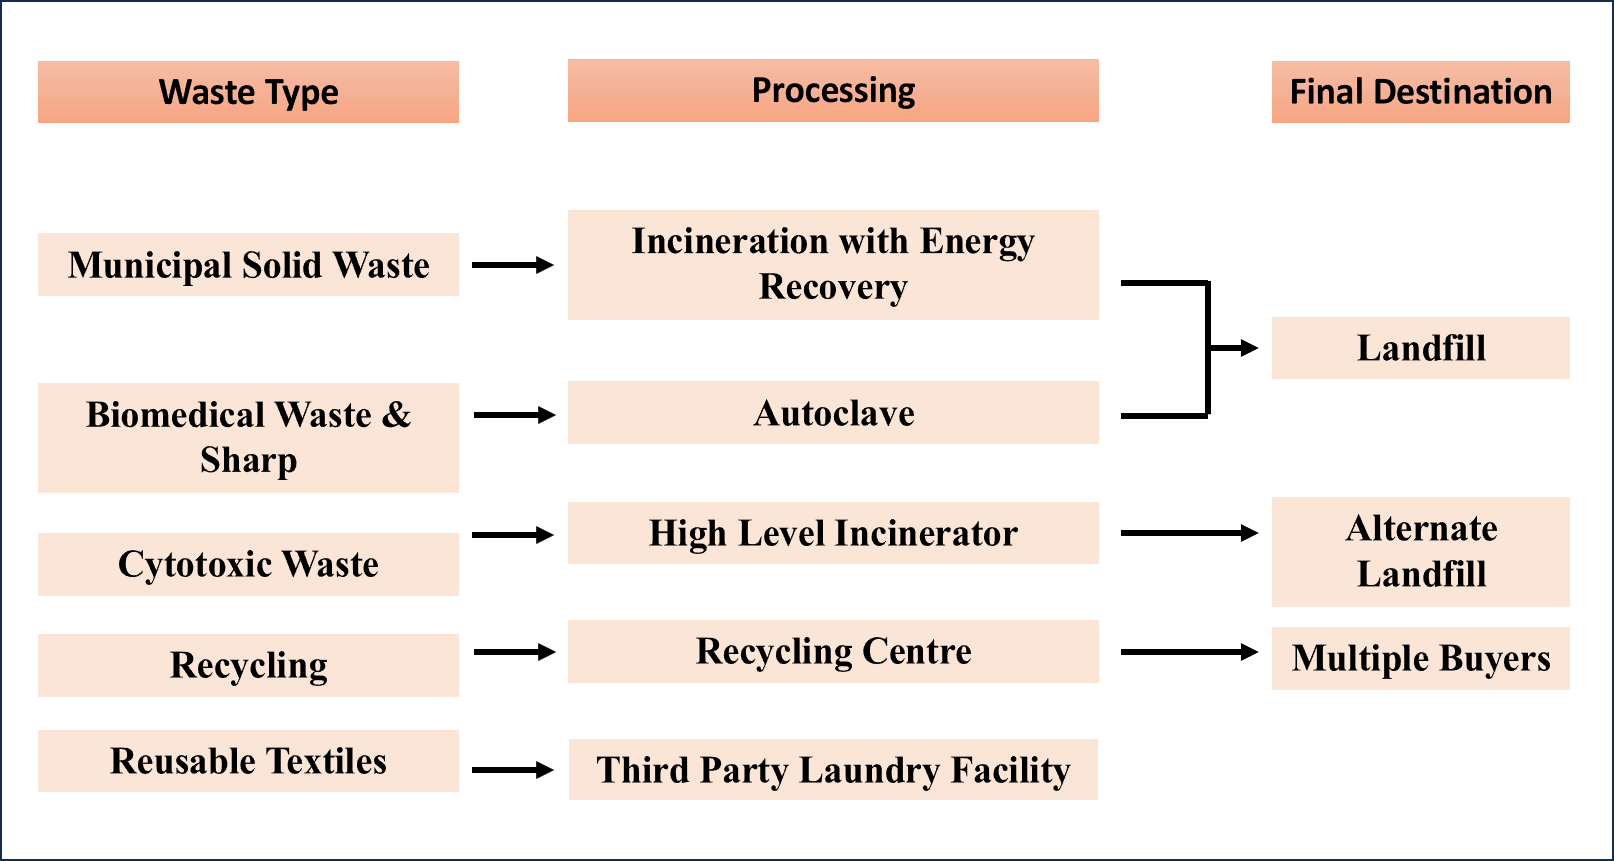 Waste Type
Processing
Final Destination
Municipal Solid Waste
Incineration with Energy
Recovery
Landfill
Biomedical Waste &
Sharp
Autoclave
Cytotoxic Waste
High Level Incinerator
Alternate
Landfill
Recycling
Recycling Centre
Multiple Buyers
Reusable Textiles
Third Party Laundry Facility